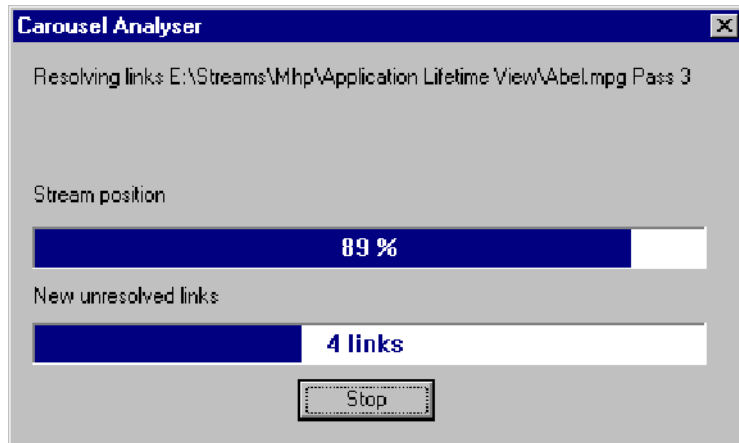 Carousel Analyser
Resolving links E:\Streams\Mhp\Application Lifetime View\Abel.mpg Pass 3
Stream position
89 %
New unresolved links
4 links
Stop